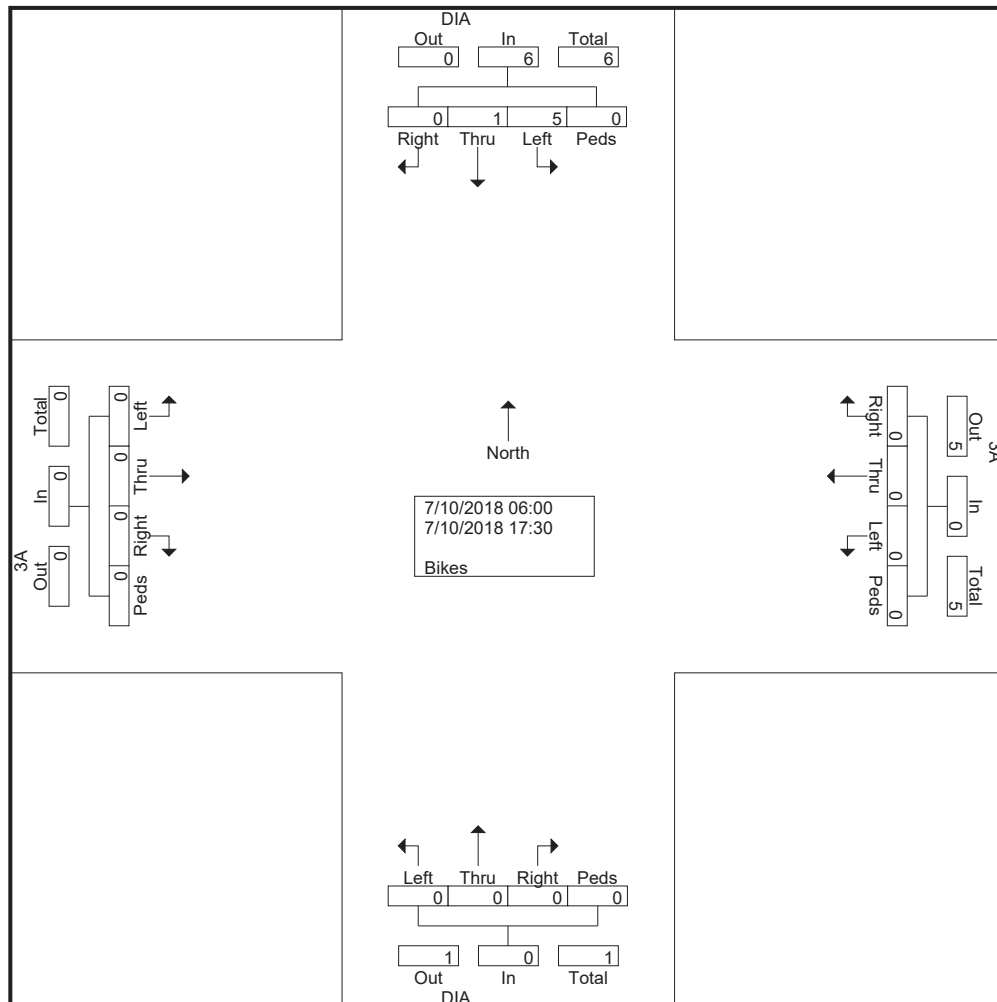 DIA
Out In Total
0 6 6
0 1 5 0
Right Thru Left Peds
Total In Out
0 0 0
3A
Left Thru Right Peds
0 0 0 0
North
7/10/2018 06:00
7/10/2018 17:30
Bikes
Right Thru Left Peds
0 0 0 0
Out In Total
5 0 5
3A
Left Thru Right Peds
0 0 0 0
1 0 1
Out In Total
DIA